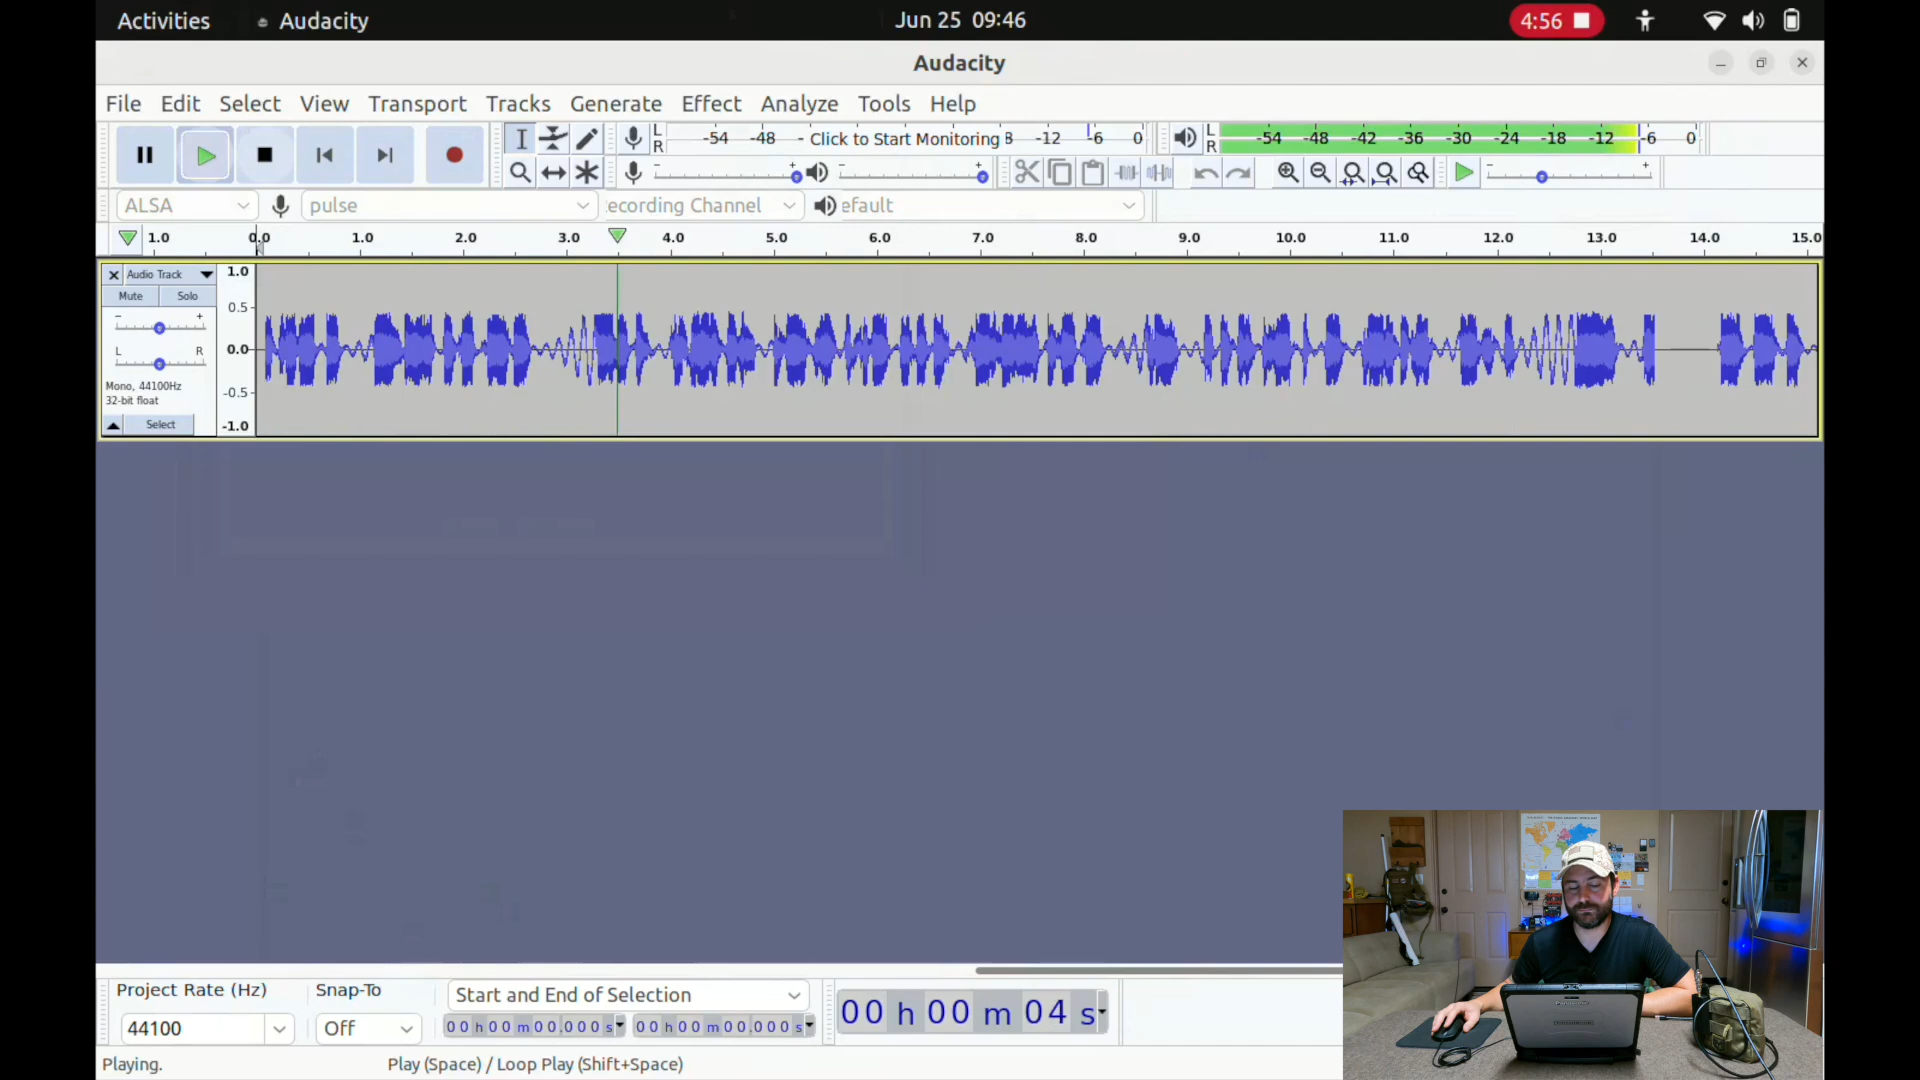 Activities Audacity Jun 25 09:46 4:56
Audacity
File Edit Select View Transport Tracks Generate Effect Analyze Tools Help
L R -54 -48 - Click to Start Monitoring 8 -12 -6 0 L R -54 -48 -42 -36 -30 -24 -18 -12 -6 0
- + - + - +
ALSA pulse ecording Channel efault
1.0 0.0 1.0 2.0 3.0 4.0 5.0 6.0 7.0 8.0 9.0 10.0 11.0 12.0 13.0 14.0 15.0
Audio Track 1.0
Mute Solo
- + 0.5
L R 0.0
Mono, 44100Hz
32-bit float -0.5
Select -1.0
Project Rate (Hz) Snap-To Start and End of Selection
44100 Off 00 h 00 m 00.000 s 00 h 00 m 00.000 s 00 h 00 m 04 s
Playing. Play (Space) / Loop Play (Shift+Space)